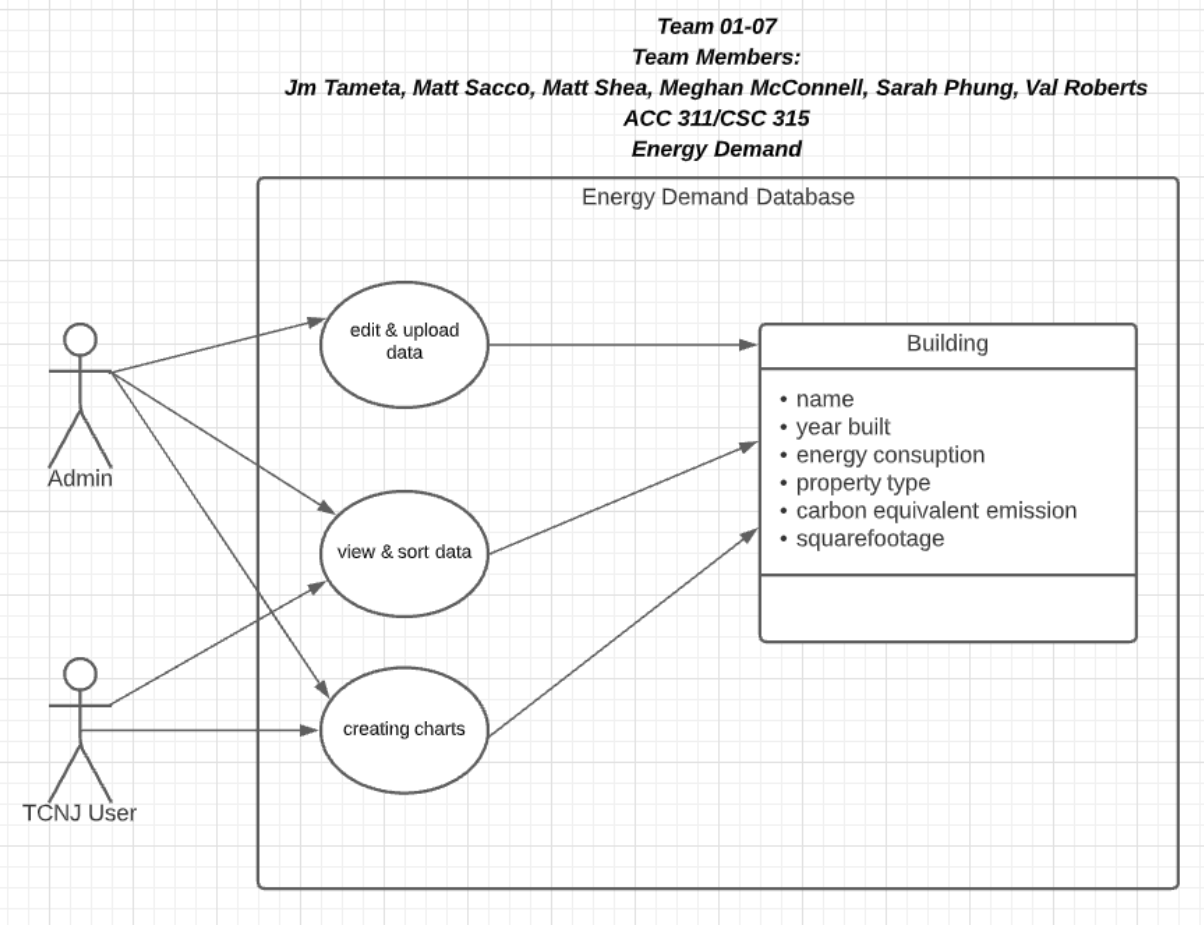 Team 01-07
Team Members:
Jm Tameta, Matt Sacco, Matt Shea, Meghan McConnell, Sarah Phung, Val Roberts
ACC 311/CSC 315
Energy Demand
Energy Demand Database
edit & upload
data
Building
• name
• year built
• energy consuption
• property type
• carbon equivalent emission
• squarefootage
Admin
view & sort data
creating charts
TCNJ User